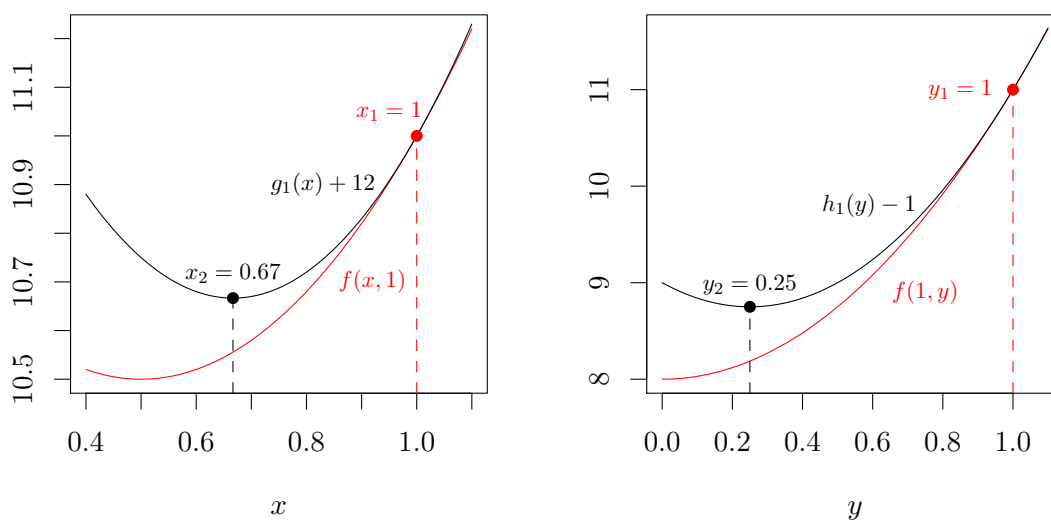 11.1
10.9
10.7
10.5
x₁ = 1
g₁(x) + 12
x₂ = 0.67
f(x, 1)
0.4 0.6 0.8 1.0
x
11
10
9
8
y₁ = 1
h₁(y) − 1
y₂ = 0.25
f(1, y)
0.0 0.2 0.4 0.6 0.8 1.0
y